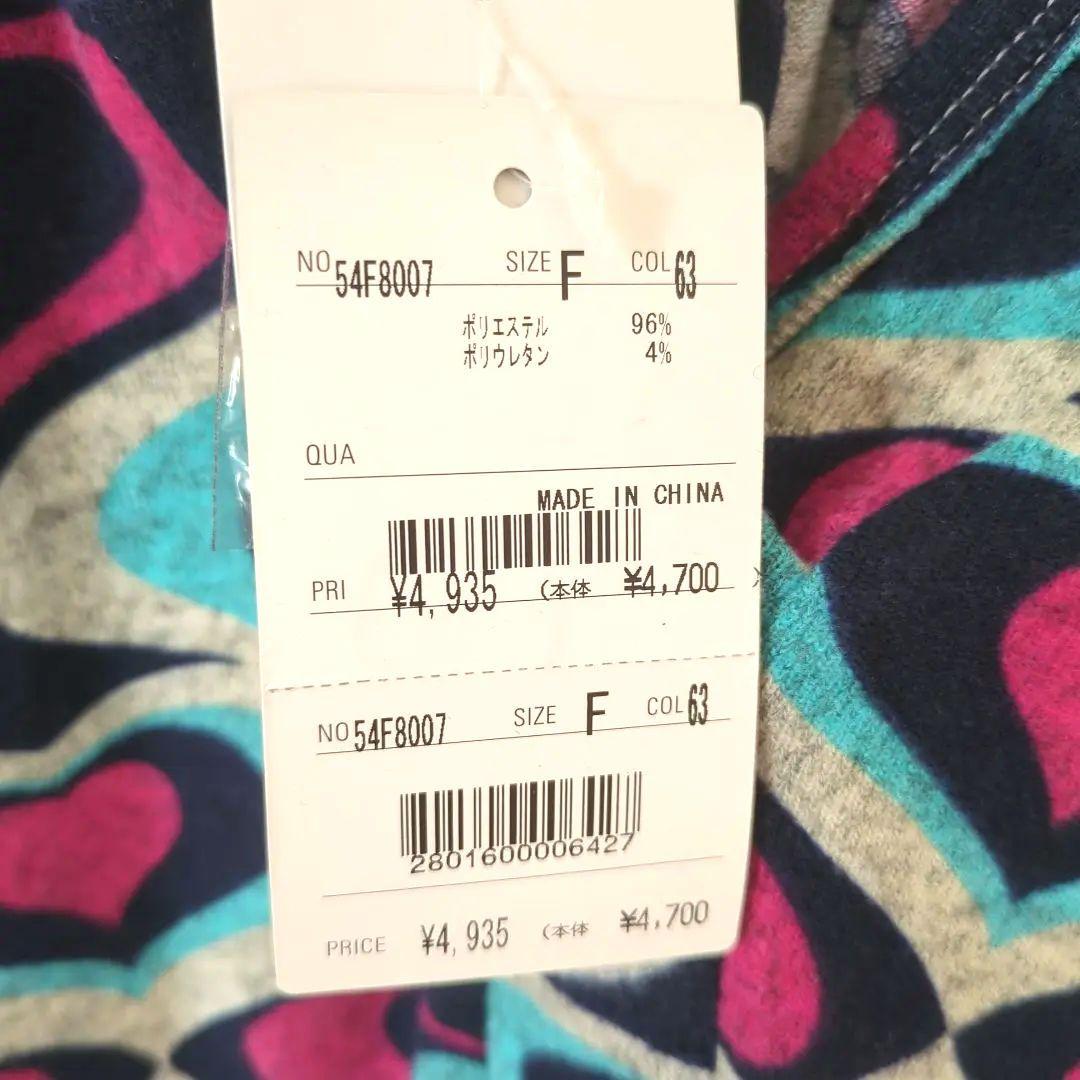 NO 54F8007 SIZE F COL 63
ポリエステル 96%
ポリウレタン 4%
QUA
MADE IN CHINA
PRI ¥4,935 (本体 ¥4,700
NO 54F8007 SIZE F COL 63
2801600006427
PRICE ¥4,935 (本体 ¥4,700